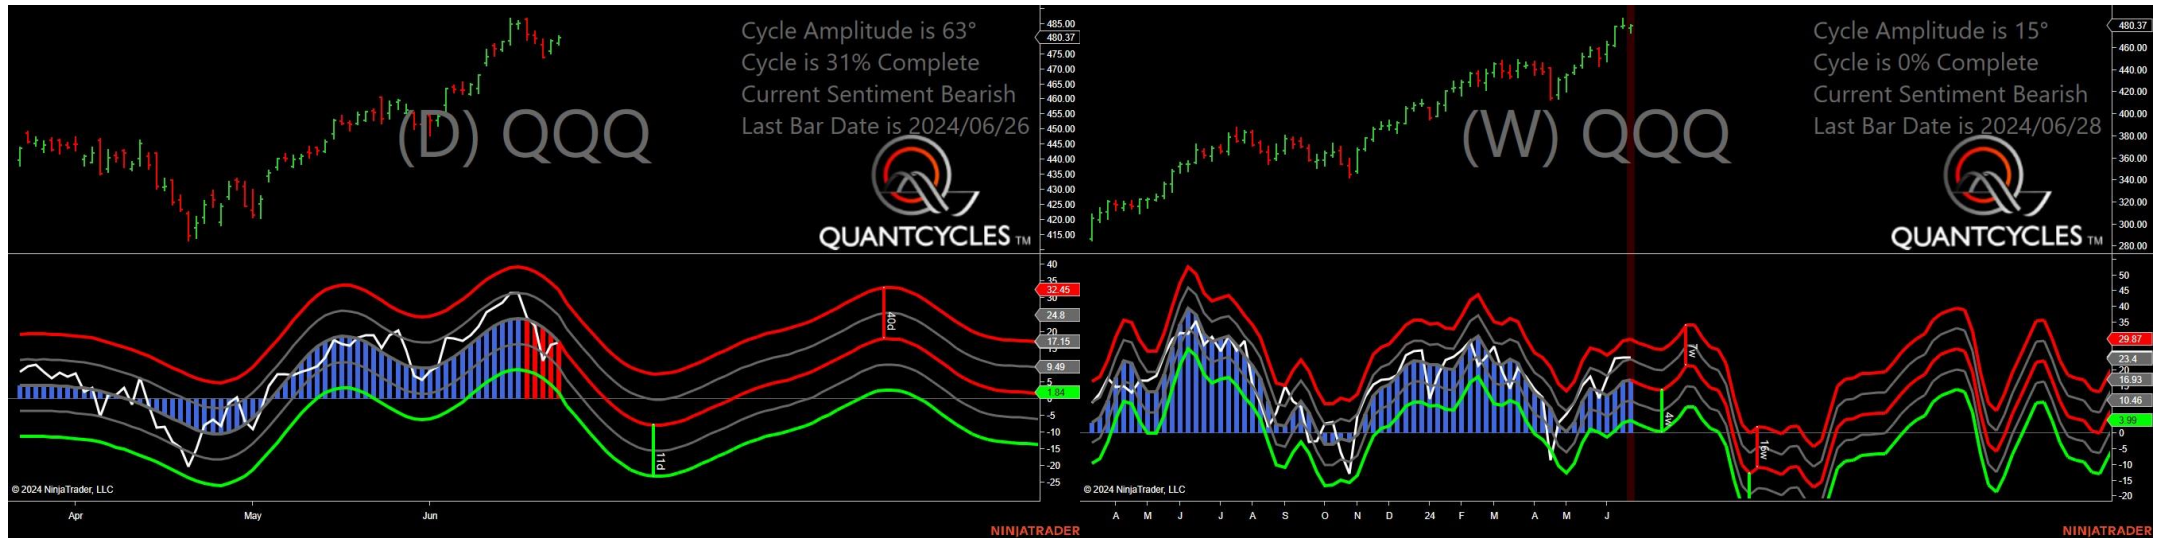 Cycle Amplitude is 63°
Cycle is 31% Complete
Current Sentiment Bearish
Last Bar Date is 2024/06/26
(D) QQQ
QUANTCYCLES TM
485.00
480.37
475.00
470.00
465.00
460.00
455.00
450.00
445.00
440.00
435.00
430.00
425.00
420.00
415.00
40
35
32.45
30
24.8
20
17.15
9.49
5
1.84
0
-5
-10
-15
-20
-25
40d
11d
© 2024 NinjaTrader, LLC
Apr May Jun
NINJATRADER
Cycle Amplitude is 15°
Cycle is 0% Complete
Current Sentiment Bearish
Last Bar Date is 2024/06/28
(W) QQQ
QUANTCYCLES TM
480.37
460.00
440.00
420.00
400.00
380.00
360.00
340.00
320.00
300.00
280.00
50
45
40
35
29.87
23.4
20
16.93
10.46
3.99
0
-5
-10
-15
-20
7w
4w
16w
© 2024 NinjaTrader, LLC
A M J J A S O N D 24 F M A M J
NINJATRADER